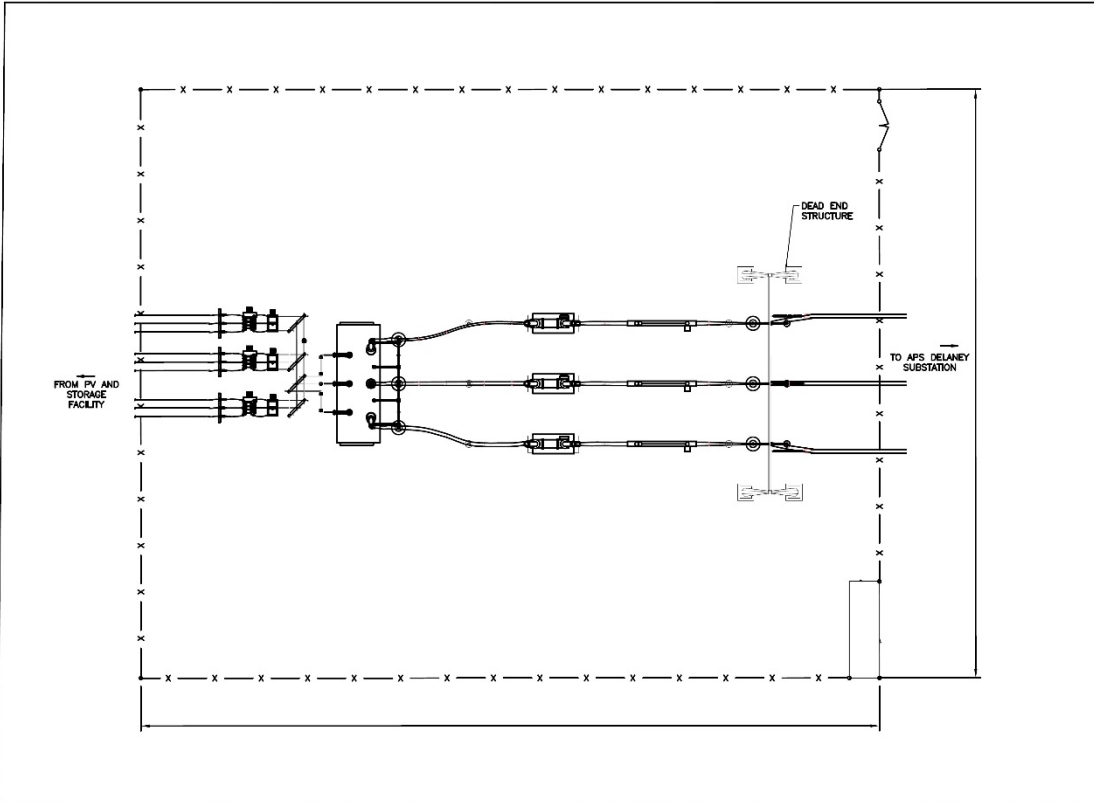 DEAD END
STRUCTURE
FROM PV AND
STORAGE
FACILITY
TO APS DELANEY
SUBSTATION